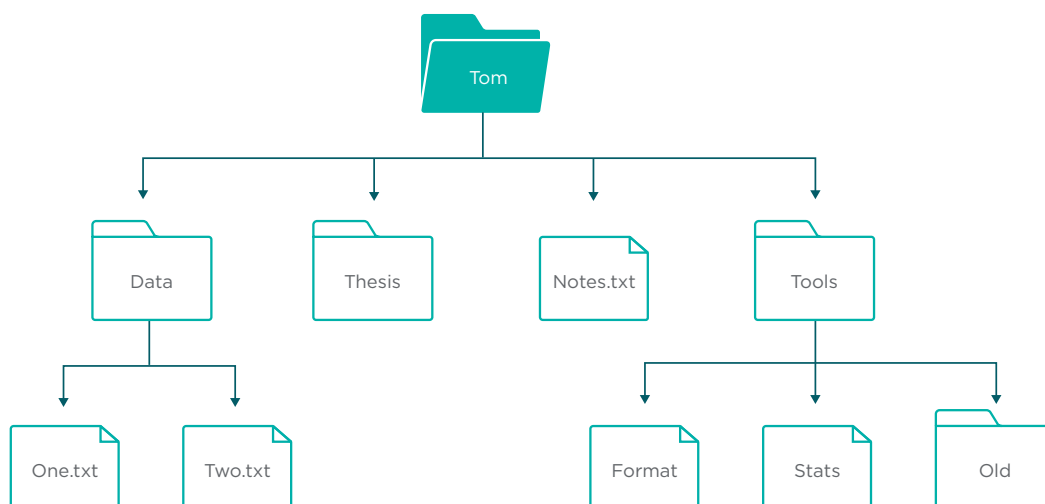 Tom
Data
Thesis
Notes.txt
Tools
One.txt
Two.txt
Format
Stats
Old